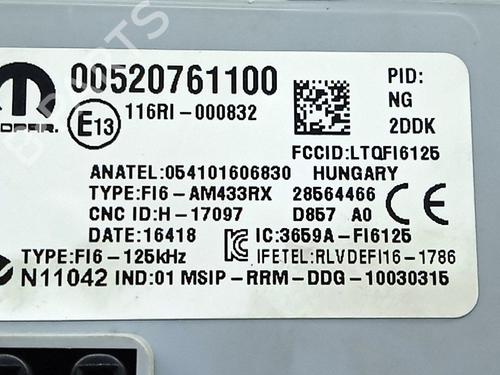 00520761100
PID:
E13
116RI-000832
NG
2DDK
FCCID:LTQFI6125
ANATEL:054101606830 HUNGARY
TYPE:FI6-AM433RX 28564466
CNC ID:H-17097 D857 A0 CE
DATE:16418 IC:3659A-FI6125
TYPE:FI6-125kHz IFETEL:RLVDEFI16-1786
N11042 IND:01 MSIP-RRM-DDG-10030315